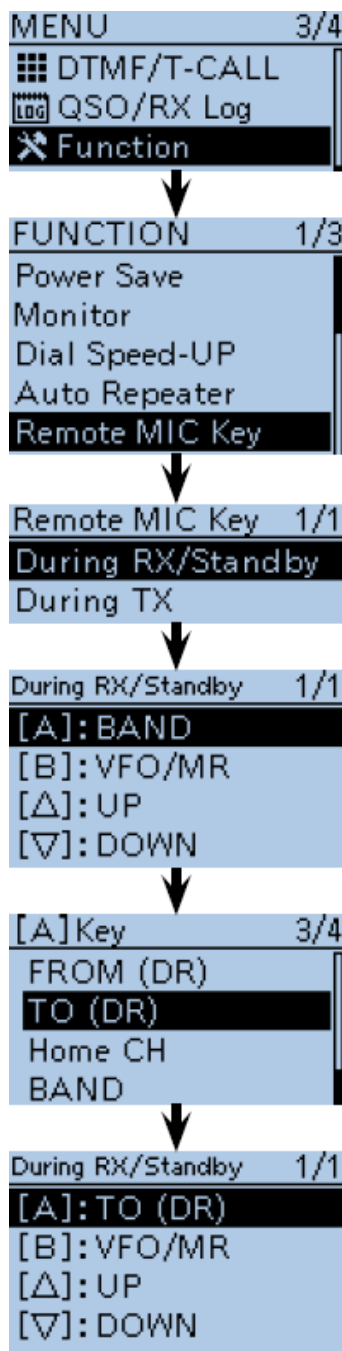 MENU 3/4
DTMF/T-CALL
LOG QSO/RX Log
Function
FUNCTION 1/3
Power Save
Monitor
Dial Speed-UP
Auto Repeater
Remote MIC Key
Remote MIC Key 1/1
During RX/Standby
During TX
During RX/Standby 1/1
[A]:BAND
[B]:VFO/MR
[△]:UP
[▽]:DOWN
[A]Key 3/4
FROM (DR)
TO (DR)
Home CH
BAND
During RX/Standby 1/1
[A]:TO (DR)
[B]:VFO/MR
[△]:UP
[▽]:DOWN